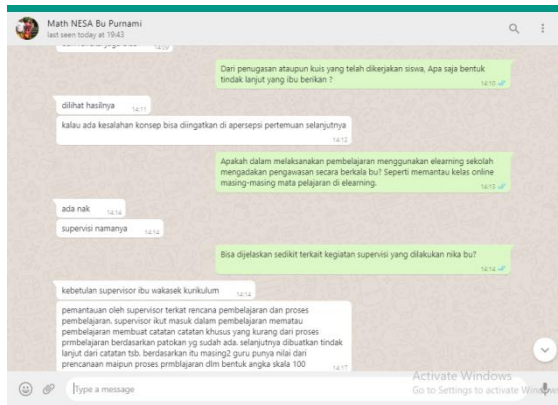 Math NESA Bu Purnami
last seen today at 19:43
14:09
Dari penugasan ataupun kuis yang telah dikerjakan siswa, Apa saja bentuk
tindak lanjut yang ibu berikan ?
14:10
dilihat hasilnya
14:11
kalau ada kesalahan konsep bisa diingatkan di apersepsi pertemuan selanjutnya
14:12
Apakah dalam melaksanakan pembelajaran menggunakan elearning sekolah
mengadakan pengawasan secara berkala bu? Seperti memantau kelas online
masing-masing mata pelajaran di elearning.
14:13
ada nak
14:14
supervisi namanya
14:14
Bisa dijelaskan sedikit terkait kegiatan supervisi yang dilakukan nika bu?
14:14
kebetulan supervisor ibu wakasek kurikulum
14:14
pemantauan oleh supervisor terkat rencana pembelajaran dan proses
pembelajaran. supervisor ikut masuk dalam pembelajaran mematau
pembelajaran membuat catatan catatan khusus yang kurang dari proses
prmbelajaran berdasarkan patokan yg sudah ada. selanjutnya dibuatkan tindak
lanjut dari catatan tsb. berdasarkan itu masing2 guru punya nilai dari
prencanaan maipun proses prmblajaran dlm bentuk angka skala 100
14:17
Activate Windows
Go to Settings to activate Windows
Type a message